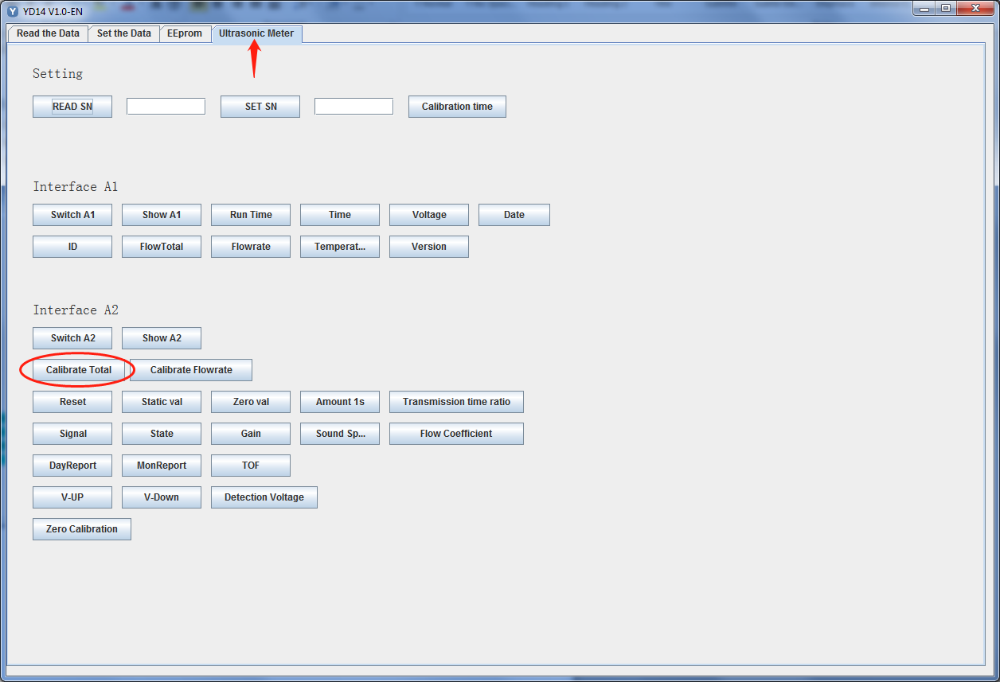 YD14 V1.0-EN
Read the Data Set the Data EEprom Ultrasonic Meter
Setting
READ SN SET SN Calibration time
Interface A1
Switch A1 Show A1 Run Time Time Voltage Date
ID FlowTotal Flowrate Temperat... Version
Interface A2
Switch A2 Show A2
Calibrate Total Calibrate Flowrate
Reset Static val Zero val Amount 1s Transmission time ratio
Signal State Gain Sound Sp... Flow Coefficient
DayReport MonReport TOF
V-UP V-Down Detection Voltage
Zero Calibration